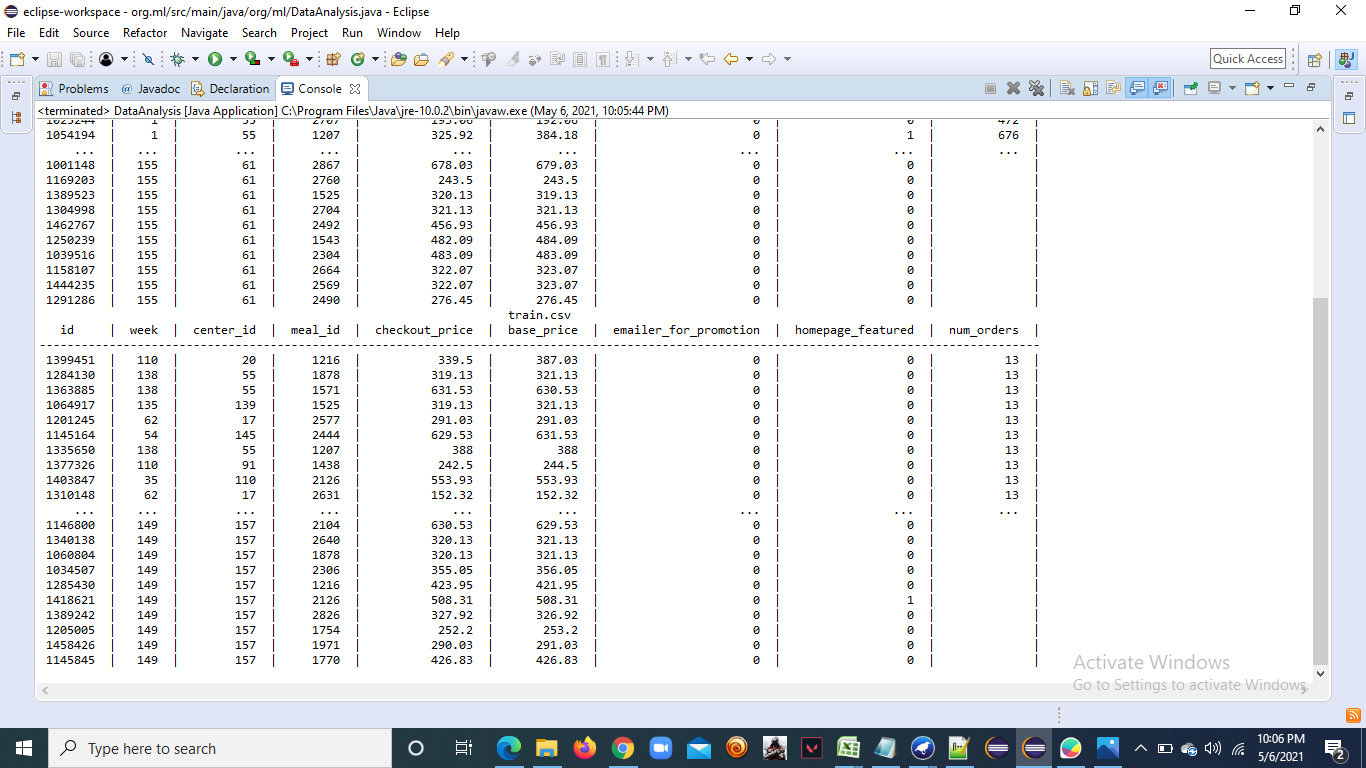 eclipse-workspace - org.ml/src/main/java/org/ml/DataAnalysis.java - Eclipse
File Edit Source Refactor Navigate Search Project Run Window Help
Quick Access
Problems @ Javadoc Declaration Console
<terminated> DataAnalysis [Java Application] C:\Program Files\Java\jre-10.0.2\bin\javaw.exe (May 6, 2021, 10:05:44 PM)
1054194 | 1 | 55 | 1207 | 325.92 | 384.18 | 0 | 1 | 676 |
... | ... | ... | ... | ... | ... | ... | ... | ... |
1001148 | 155 | 61 | 2867 | 678.03 | 679.03 | 0 | 0 | |
1169203 | 155 | 61 | 2760 | 243.5 | 243.5 | 0 | 0 | |
1389523 | 155 | 61 | 1525 | 320.13 | 319.13 | 0 | 0 | |
1304998 | 155 | 61 | 2704 | 321.13 | 321.13 | 0 | 0 | |
1462767 | 155 | 61 | 2492 | 456.93 | 456.93 | 0 | 0 | |
1250239 | 155 | 61 | 1543 | 482.09 | 484.09 | 0 | 0 | |
1039516 | 155 | 61 | 2304 | 483.09 | 483.09 | 0 | 0 | |
1158107 | 155 | 61 | 2664 | 322.07 | 323.07 | 0 | 0 | |
1444235 | 155 | 61 | 2569 | 322.07 | 323.07 | 0 | 0 | |
1291286 | 155 | 61 | 2490 | 276.45 | 276.45 | 0 | 0 | |
train.csv
id | week | center_id | meal_id | checkout_price | base_price | emailer_for_promotion | homepage_featured | num_orders |
1399451 | 110 | 20 | 1216 | 339.5 | 387.03 | 0 | 0 | 13 |
1284130 | 138 | 55 | 1878 | 319.13 | 321.13 | 0 | 0 | 13 |
1363885 | 138 | 55 | 1571 | 631.53 | 630.53 | 0 | 0 | 13 |
1064917 | 135 | 139 | 1525 | 319.13 | 321.13 | 0 | 0 | 13 |
1201245 | 62 | 17 | 2577 | 291.03 | 291.03 | 0 | 0 | 13 |
1145164 | 54 | 145 | 2444 | 629.53 | 631.53 | 0 | 0 | 13 |
1335650 | 138 | 55 | 1207 | 388 | 388 | 0 | 0 | 13 |
1377326 | 110 | 91 | 1438 | 242.5 | 244.5 | 0 | 0 | 13 |
1403847 | 35 | 110 | 2126 | 553.93 | 553.93 | 0 | 0 | 13 |
1310148 | 62 | 17 | 2631 | 152.32 | 152.32 | 0 | 0 | 13 |
... | ... | ... | ... | ... | ... | ... | ... | ... |
1146800 | 149 | 157 | 2104 | 630.53 | 629.53 | 0 | 0 | |
1340138 | 149 | 157 | 2640 | 320.13 | 321.13 | 0 | 0 | |
1060804 | 149 | 157 | 1878 | 320.13 | 321.13 | 0 | 0 | |
1034507 | 149 | 157 | 2306 | 355.05 | 356.05 | 0 | 0 | |
1285430 | 149 | 157 | 1216 | 423.95 | 421.95 | 0 | 0 | |
1418621 | 149 | 157 | 2126 | 508.31 | 508.31 | 0 | 1 | |
1389242 | 149 | 157 | 2826 | 327.92 | 326.92 | 0 | 0 | |
1205005 | 149 | 157 | 1754 | 252.2 | 253.2 | 0 | 0 | |
1458426 | 149 | 157 | 1971 | 290.03 | 291.03 | 0 | 0 | |
1145845 | 149 | 157 | 1770 | 426.83 | 426.83 | 0 | 0 | |
Activate Windows
Go to Settings to activate Windows.
Type here to search
10:06 PM
5/6/2021
2